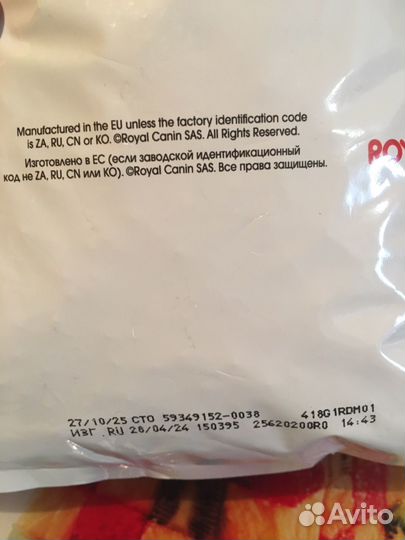 Manufactured in the EU unless the factory identification code
is ZA, RU, CN or KO. ©Royal Canin SAS. All Rights Reserved.
Изготовлено в ЕС (если заводской идентификационный
код не ZA, RU, CN или KO). ©Royal Canin SAS. Все права защищены.
ROY
27/10/25 СТО 59349152-0038 418G1RDM01
ИЗГ .RU 28/04/24 150395 25620200R0 14:43
Avito